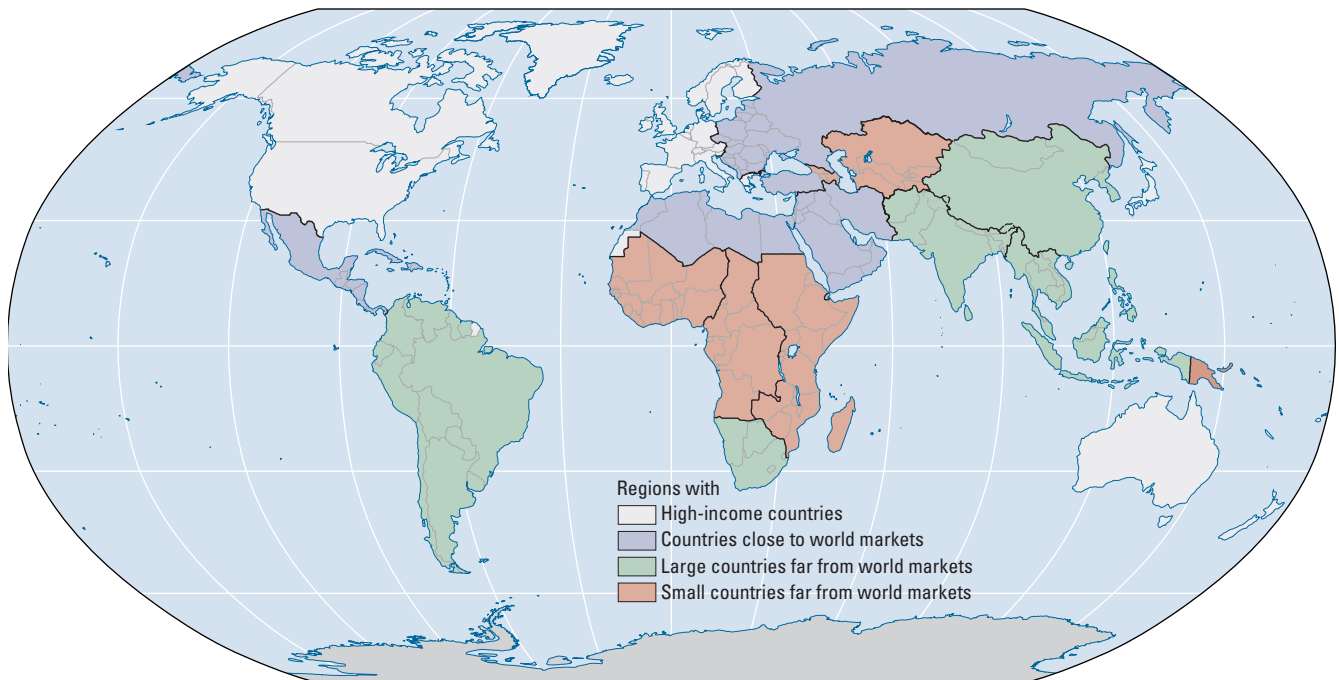 Regions with
High-income countries
Countries close to world markets
Large countries far from world markets
Small countries far from world markets